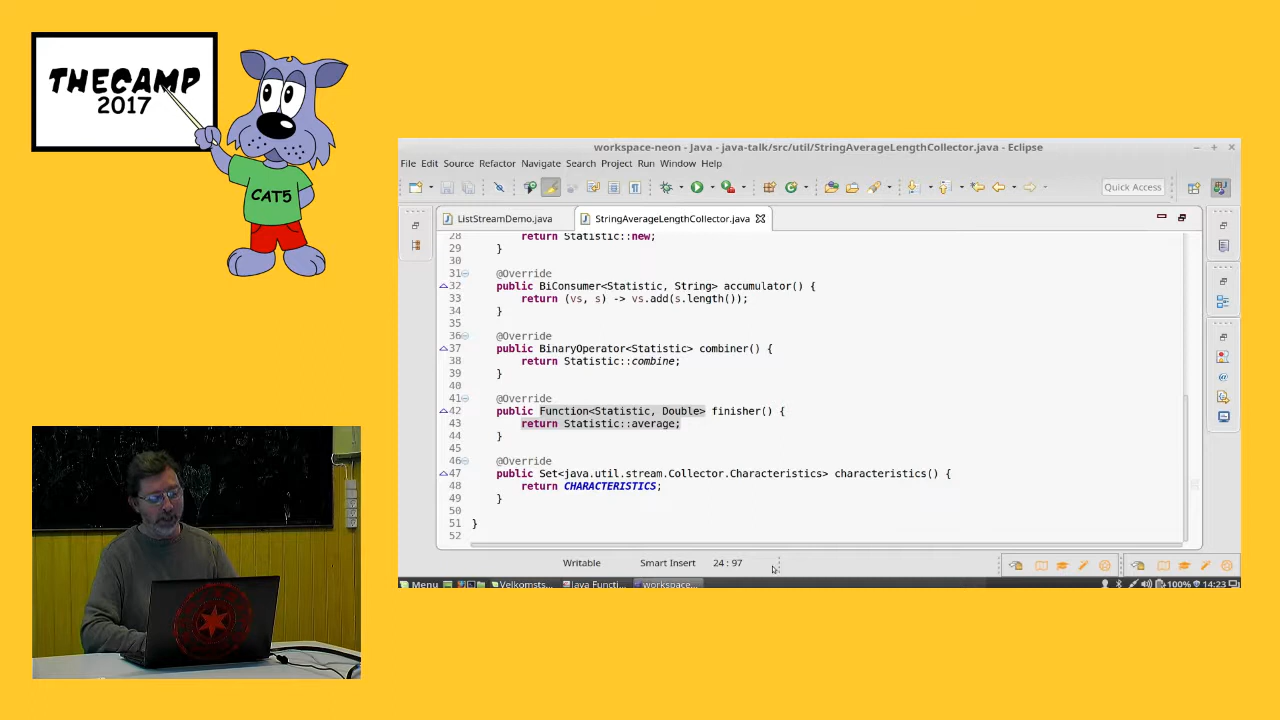 THECAMP
2017
CAT5
workspace-neon - Java - java-talk/src/util/StringAverageLengthCollector.java - Eclipse
File Edit Source Refactor Navigate Search Project Run Window Help
Quick Access
ListStreamDemo.java
StringAverageLengthCollector.java
28 return Statistic::new;
29 }
30
31 @Override
32 public BiConsumer<Statistic, String> accumulator() {
33 return (vs, s) -> vs.add(s.length());
34 }
35
36 @Override
37 public BinaryOperator<Statistic> combiner() {
38 return Statistic::combine;
39 }
40
41 @Override
42 public Function<Statistic, Double> finisher() {
43 return Statistic::average;
44 }
45
46 @Override
47 public Set<java.util.stream.Collector.Characteristics> characteristics() {
48 return CHARACTERISTICS;
49 }
50
51 }
52
Writable Smart Insert 24 : 97
Menu Velkomsts... Java Functi... workspace... 100% 14:23